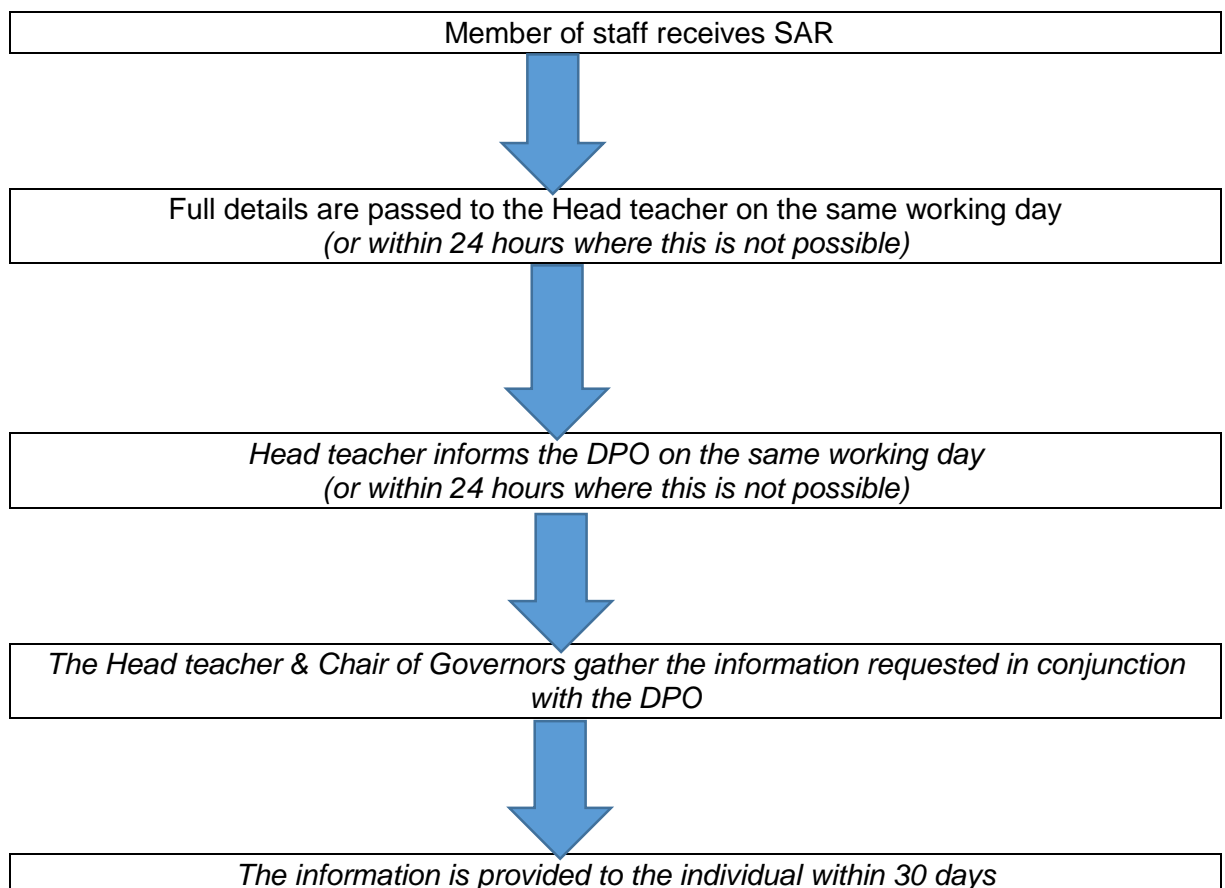 Member of staff receives SAR
Full details are passed to the Head teacher on the same working day
(or within 24 hours where this is not possible)
Head teacher informs the DPO on the same working day
(or within 24 hours where this is not possible)
The Head teacher & Chair of Governors gather the information requested in conjunction
with the DPO
The information is provided to the individual within 30 days